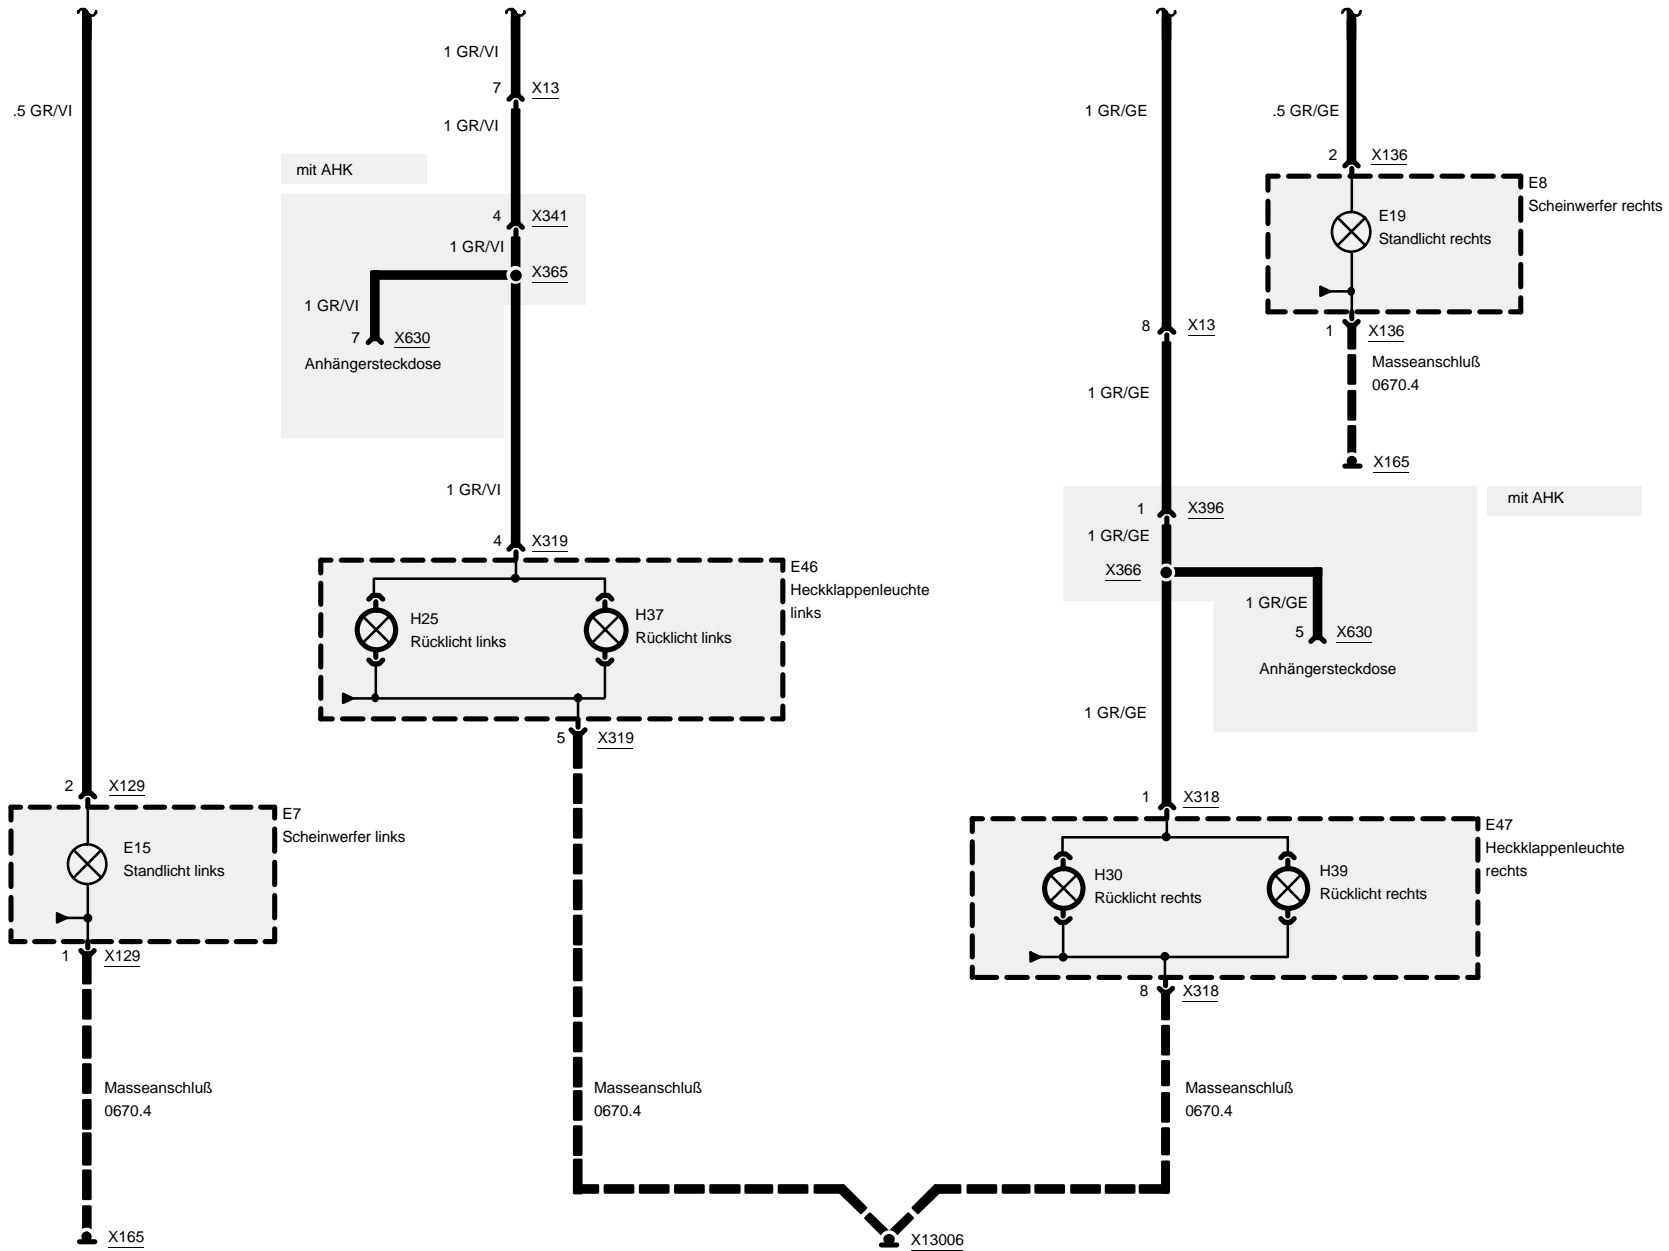 .5 GR/VI
2 X129
E7
Scheinwerfer links
E15
Standlicht links
1 X129
Masseanschluß
0670.4
X165
1 GR/VI
7 X13
1 GR/VI
mit AHK
4 X341
1 GR/VI
X365
1 GR/VI
7 X630
Anhängersteckdose
1 GR/VI
4 X319
E46
Heckklappenleuchte
links
H25
Rücklicht links
H37
Rücklicht links
5 X319
Masseanschluß
0670.4
X13006
1 GR/GE
8 X13
1 GR/GE
mit AHK
1 X396
1 GR/GE
X366
1 GR/GE
5 X630
Anhängersteckdose
1 GR/GE
1 X318
E47
Heckklappenleuchte
rechts
H30
Rücklicht rechts
H39
Rücklicht rechts
8 X318
Masseanschluß
0670.4
.5 GR/GE
2 X136
E8
Scheinwerfer rechts
E19
Standlicht rechts
1 X136
Masseanschluß
0670.4
X165